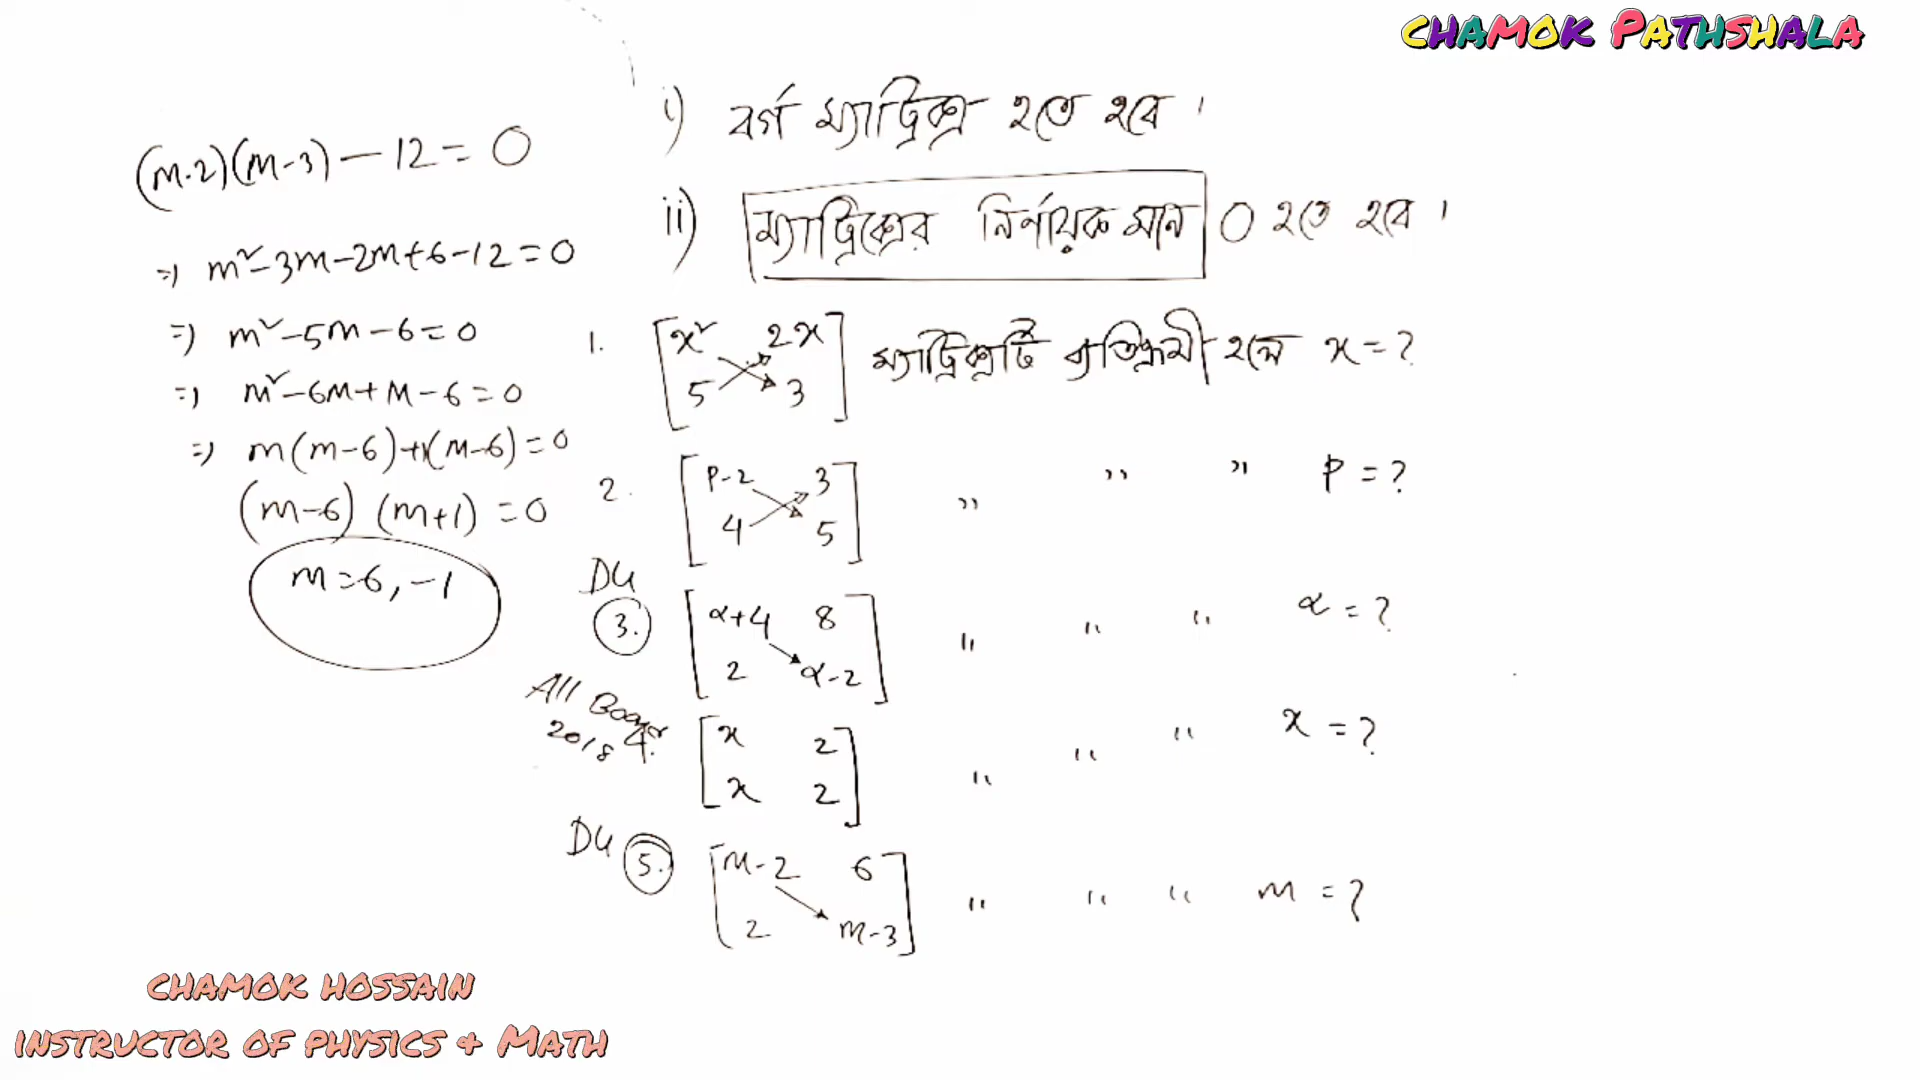 CHAMOK PATHSHALA
(m-2)(m-3) - 12 = 0
=> m² - 3m - 2m + 6 - 12 = 0
=> m² - 5m - 6 = 0
=> m² - 6m + m - 6 = 0
=> m(m-6) + 1(m-6) = 0
(m-6) (m+1) = 0
m = 6, -1
i) বর্গ ম্যাট্রিক্স হতে হবে ।
ii) ম্যাট্রিক্সের নির্ণায়ক মান 0 হতে হবে ।
1. [x² 2x
5 3] ম্যাট্রিক্সটি ব্যতিক্রমী হলে x = ?
2. [p-2 3
4 5] " " " p = ?
DU
3. [α+4 8
2 α-2] " " " α = ?
All Board
2018
4. [x 2
x 2] " " " x = ?
DU
5. [m-2 6
2 m-3] " " " m = ?
CHAMOK HOSSAIN
INSTRUCTOR OF PHYSICS & MATH